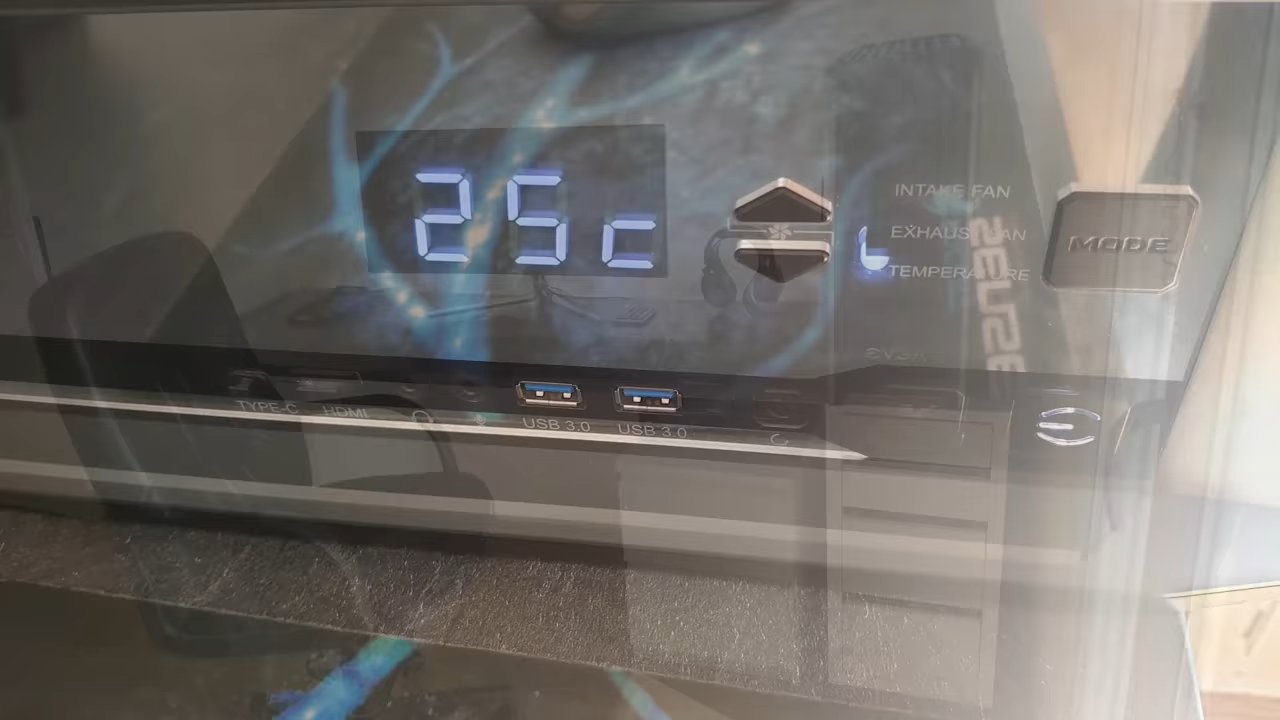 25c
INTAKE FAN
EXHAUST FAN
TEMPERATURE
MODE
TYPE-C
HDMI
USB 3.0
USB 3.0